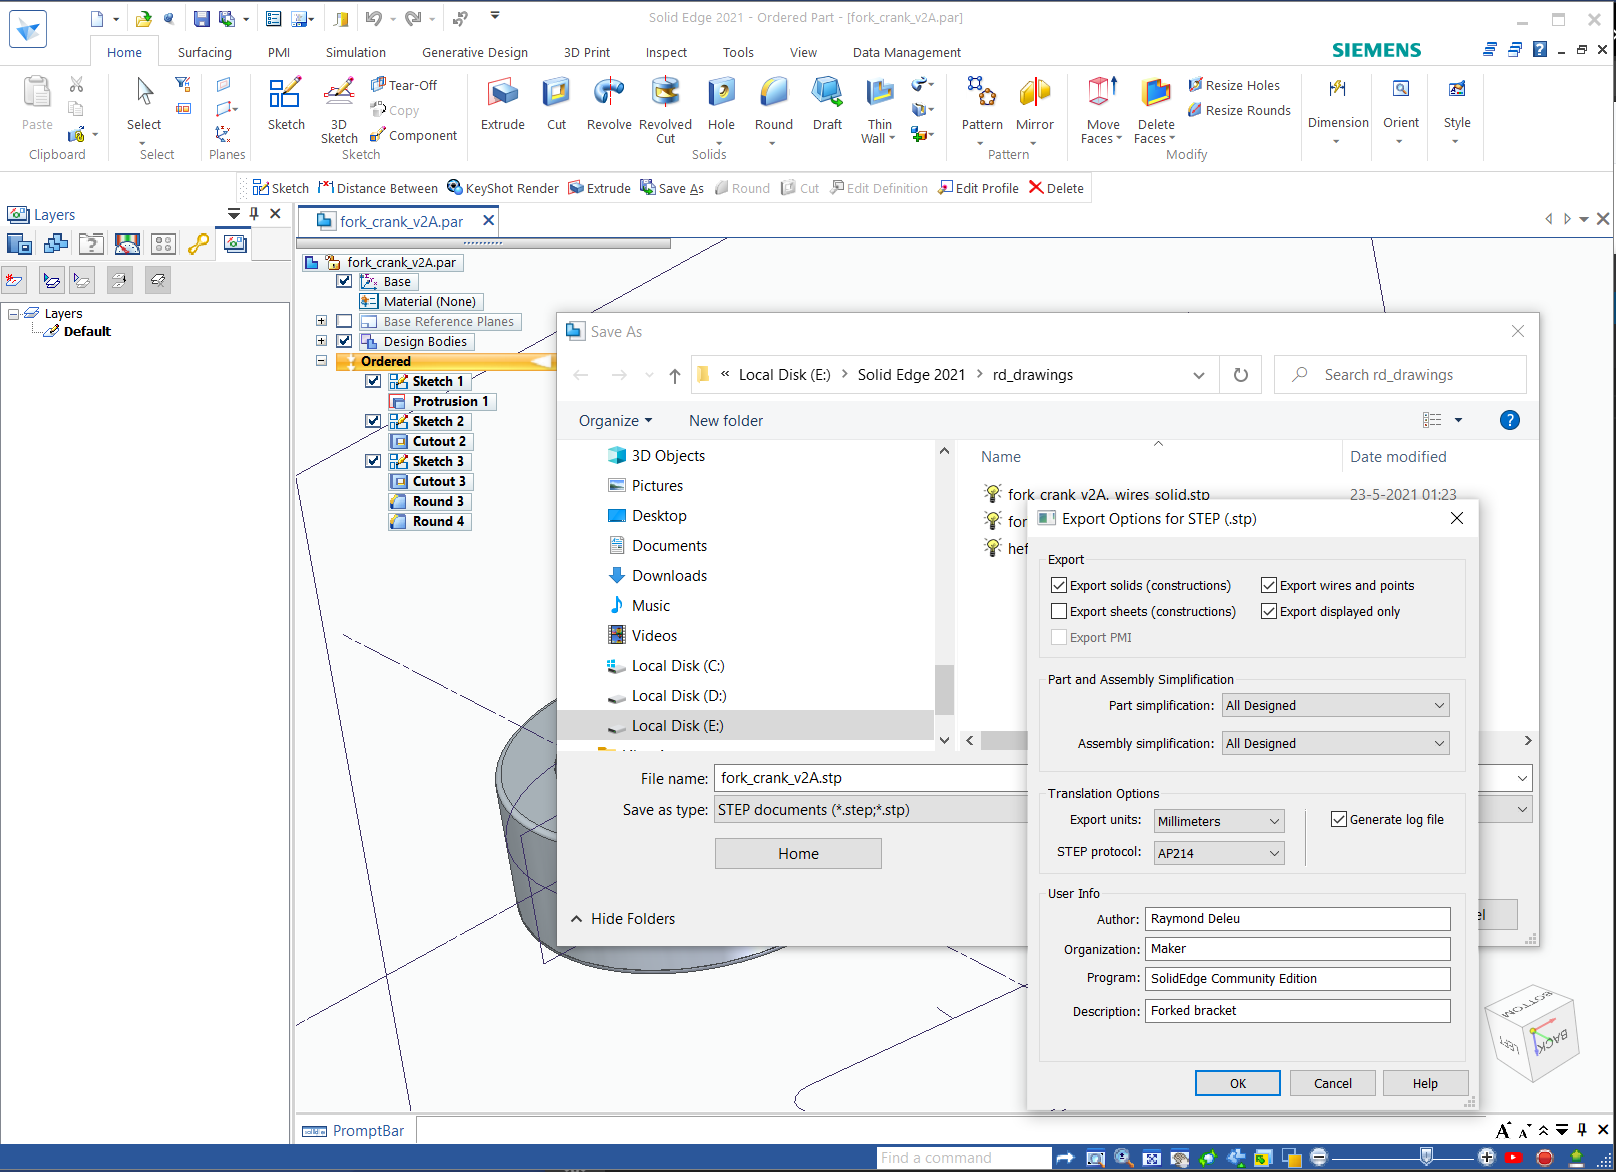 Solid Edge 2021 - Ordered Part - [fork_crank_v2A.par]
Home Surfacing PMI Simulation Generative Design 3D Print Inspect Tools View Data Management
SIEMENS
Paste
Clipboard
Select
Select
Planes
Sketch
3D Sketch
Tear-Off
Copy
Component
Sketch
Extrude
Cut
Revolve
Revolved Cut
Hole
Round
Draft
Thin Wall
Solids
Pattern
Mirror
Pattern
Move Faces
Delete Faces
Resize Holes
Resize Rounds
Modify
Dimension
Orient
Style
Sketch Distance Between KeyShot Render Extrude Save As Round Cut Edit Definition Edit Profile Delete
Layers
Layers
Default
fork_crank_v2A.par
fork_crank_v2A.par
Base
Material (None)
Base Reference Planes
Design Bodies
Ordered
Sketch 1
Protrusion 1
Sketch 2
Cutout 2
Sketch 3
Cutout 3
Round 3
Round 4
Save As
« Local Disk (E:) > Solid Edge 2021 > rd_drawings
Search rd_drawings
Organize
New folder
3D Objects
Pictures
Desktop
Documents
Downloads
Music
Videos
Local Disk (C:)
Local Disk (D:)
Local Disk (E:)
Name
Date modified
fork_crank_v2A._wires_solid.stp
23-5-2021 01:23
File name: fork_crank_v2A.stp
Save as type: STEP documents (*.step;*.stp)
Home
Hide Folders
Export Options for STEP (.stp)
Export
Export solids (constructions)
Export wires and points
Export sheets (constructions)
Export displayed only
Export PMI
Part and Assembly Simplification
Part simplification: All Designed
Assembly simplification: All Designed
Translation Options
Export units: Millimeters
Generate log file
STEP protocol: AP214
User Info
Author: Raymond Deleu
Organization: Maker
Program: SolidEdge Community Edition
Description: Forked bracket
OK
Cancel
Help
BOTTOM
LEFT
BACK
PromptBar
Find a command